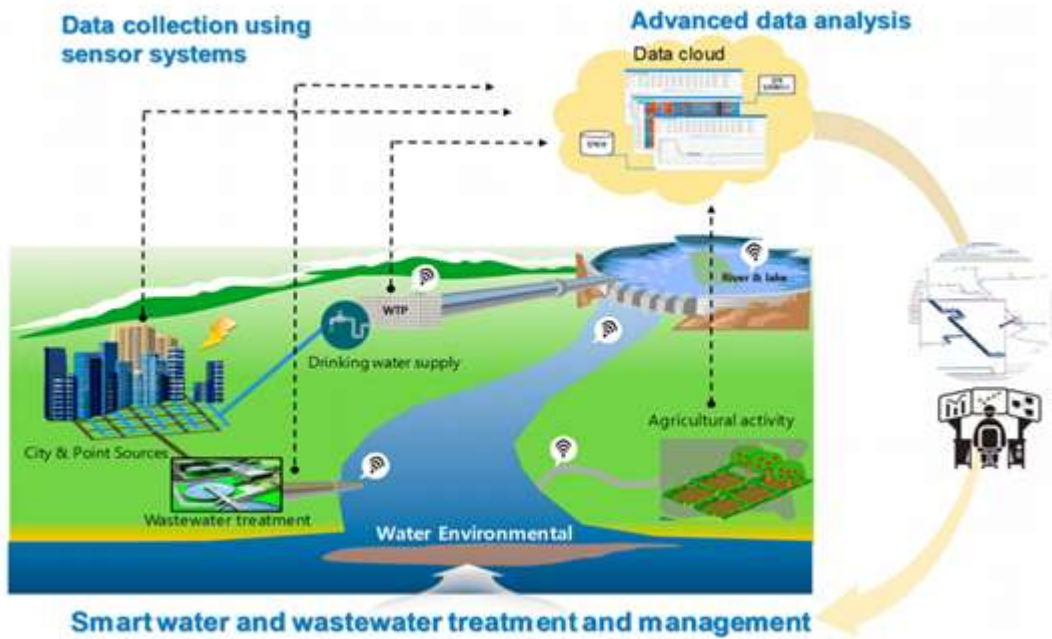 Data collection using
sensor systems
Advanced data analysis
Data cloud
River & lake
WTP
Drinking water supply
Agricultural activity
City & Point Sources
Wastewater treatment
Water Environmental
Smart water and wastewater treatment and management